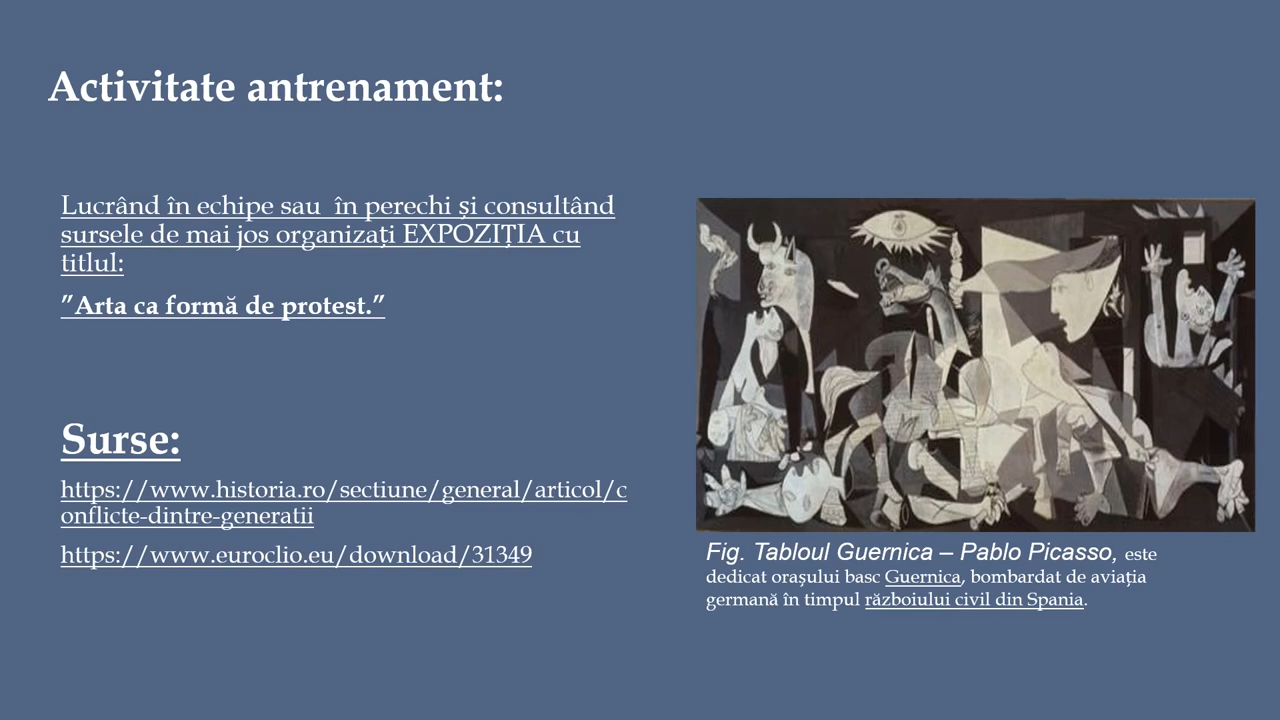 Activitate antrenament:
Lucrând în echipe sau  în perechi și consultând
sursele de mai jos organizați EXPOZIȚIA cu
titlul:
”Arta ca formă de protest.”
Surse:
https://www.historia.ro/sectiune/general/articol/c
onflicte-dintre-generatii
https://www.euroclio.eu/download/31349
Fig. Tabloul Guernica – Pablo Picasso, este
dedicat orașului basc Guernica, bombardat de aviația
germană în timpul războiului civil din Spania.